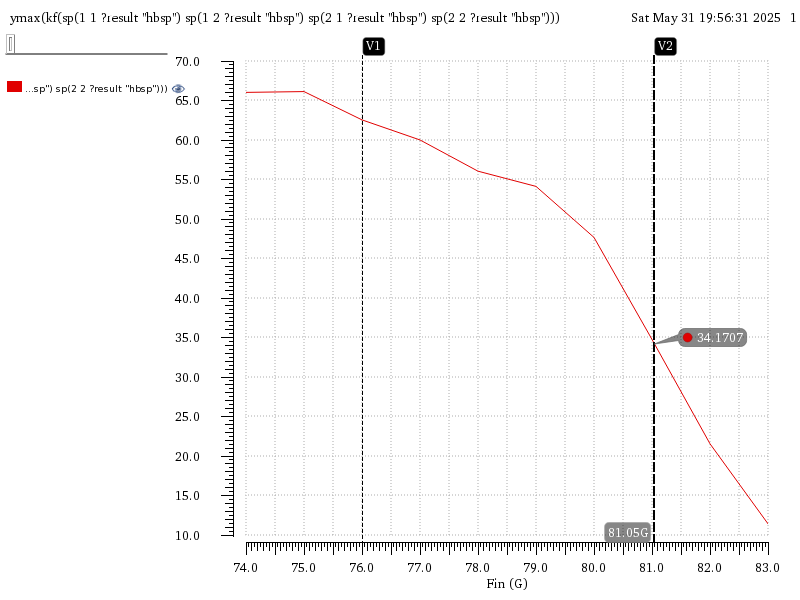 ymax(kf(sp(1 1 ?result "hbsp") sp(1 2 ?result "hbsp") sp(2 1 ?result "hbsp") sp(2 2 ?result "hbsp"))) Sat May 31 19:56:31 2025 1
V1 V2
...sp") sp(2 2 ?result "hbsp")))
70.0
65.0
60.0
55.0
50.0
45.0
40.0
35.0
34.1707
30.0
25.0
20.0
15.0
10.0
81.05G
74.0 75.0 76.0 77.0 78.0 79.0 80.0 81.0 82.0 83.0
Fin (G)